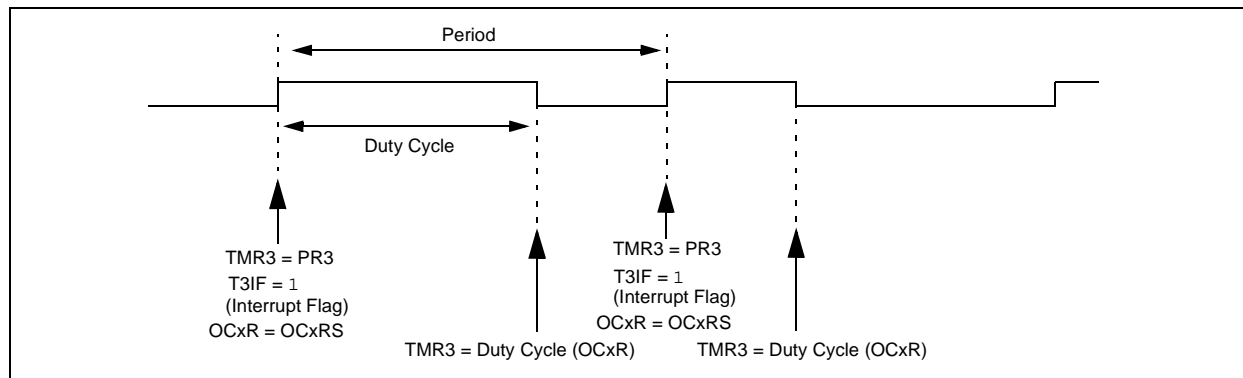 Period
Duty Cycle
TMR3 = PR3
T3IF = 1
(Interrupt Flag)
OCxR = OCxRS
TMR3 = Duty Cycle (OCxR)
TMR3 = PR3
T3IF = 1
(Interrupt Flag)
OCxR = OCxRS
TMR3 = Duty Cycle (OCxR)